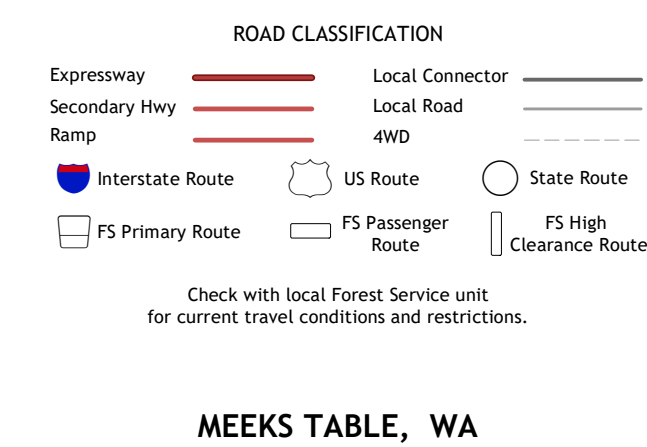 ROAD CLASSIFICATION
Expressway
Local Connector
Secondary Hwy
Local Road
Ramp
4WD
Interstate Route
US Route
State Route
FS Primary Route
FS Passenger
Route
FS High
Clearance Route
Check with local Forest Service unit
for current travel conditions and restrictions.
MEEKS TABLE, WA